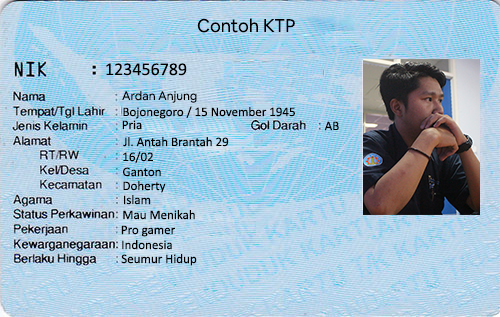 Contoh KTP
NIK : 123456789
Nama : Ardan Anjung
Tempat/Tgl Lahir : Bojonegoro / 15 November 1945
Jenis Kelamin : Pria Gol Darah : AB
Alamat : Jl. Antah Brantah 29
RT/RW : 16/02
Kel/Desa : Ganton
Kecamatan : Doherty
Agama : Islam
Status Perkawinan: Mau Menikah
Pekerjaan : Pro gamer
Kewarganegaraan: Indonesia
Berlaku Hingga : Seumur Hidup